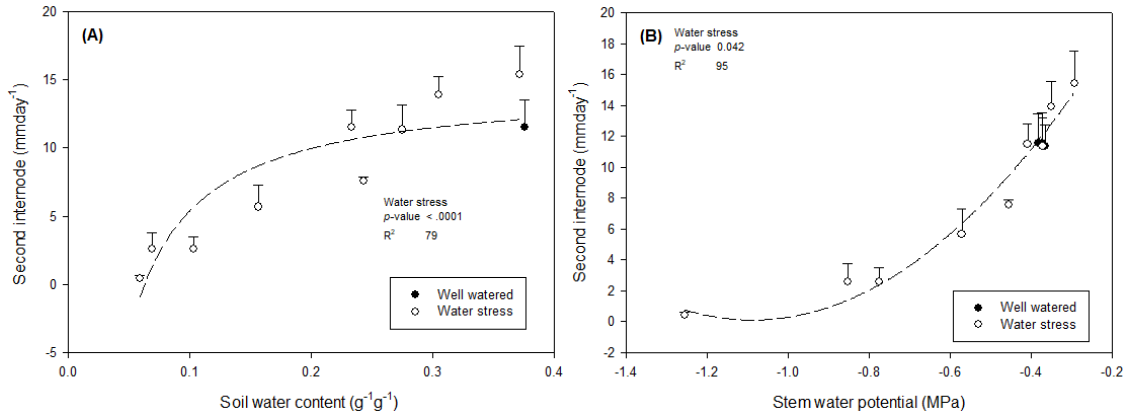 (A)
20
15
10
5
0
-5
Second internode (mmday⁻¹)
Water stress
p-value < .0001
R² 79
Well watered
Water stress
0.0 0.1 0.2 0.3 0.4
Soil water content (g⁻¹g⁻¹)
(B)
20
18
16
14
12
10
8
6
4
2
0
-2
Second internode (mmday⁻¹)
Water stress
p-value 0.042
R² 95
Well watered
Water stress
-1.4 -1.2 -1.0 -0.8 -0.6 -0.4 -0.2
Stem water potential (MPa)